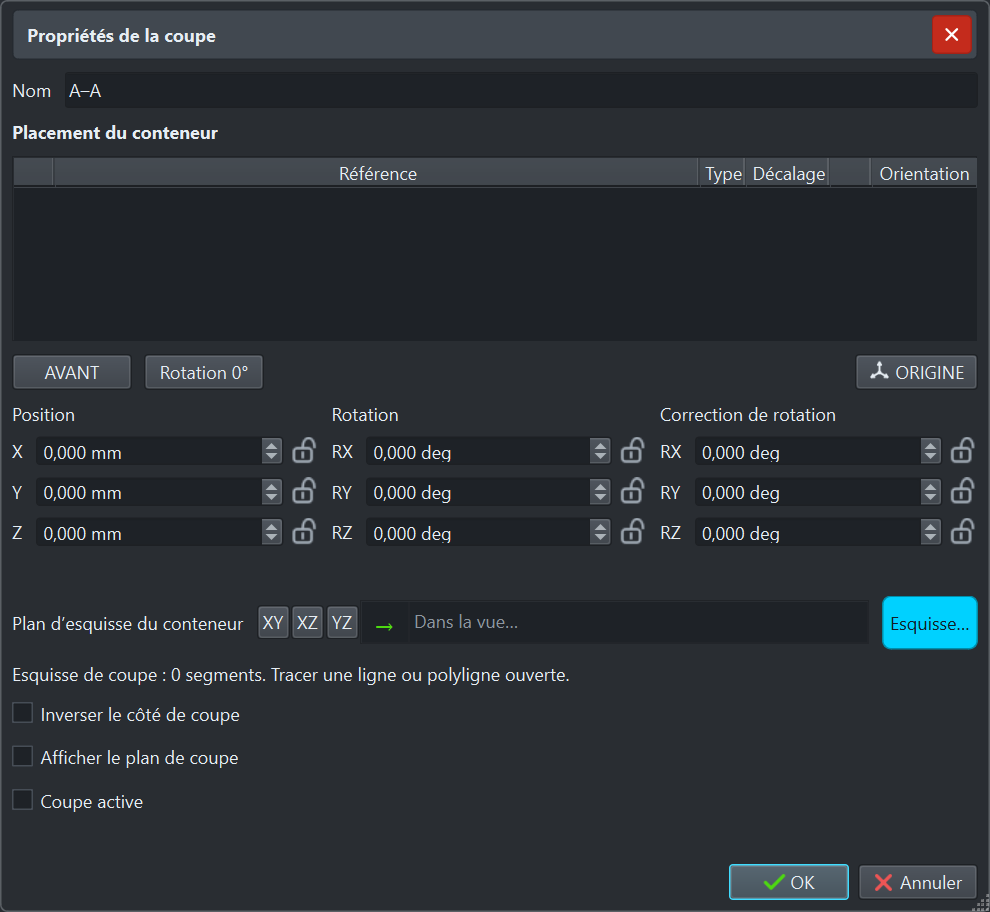 Propriétés de la coupe
Nom A–A
Placement du conteneur
Référence Type Décalage Orientation
AVANT Rotation 0° ORIGINE
Position Rotation Correction de rotation
X 0,000 mm RX 0,000 deg RX 0,000 deg
Y 0,000 mm RY 0,000 deg RY 0,000 deg
Z 0,000 mm RZ 0,000 deg RZ 0,000 deg
Plan d’esquisse du conteneur XY XZ YZ → Dans la vue... Esquisse...
Esquisse de coupe : 0 segments. Tracer une ligne ou polyligne ouverte.
Inverser le côté de coupe
Afficher le plan de coupe
Coupe active
OK Annuler